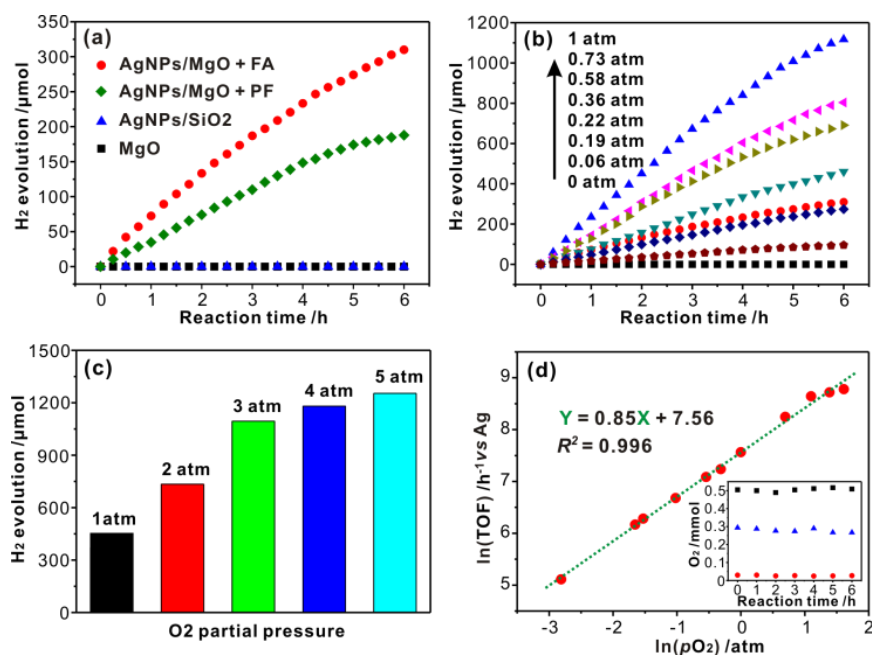 (a)
AgNPs/MgO + FA
AgNPs/MgO + PF
AgNPs/SiO2
MgO
H₂ evolution /μmol
350
300
250
200
150
100
50
0
0 1 2 3 4 5 6
Reaction time /h
(b)
1 atm
0.73 atm
0.58 atm
0.36 atm
0.22 atm
0.19 atm
0.06 atm
0 atm
H₂ evolution /μmol
1200
1000
800
600
400
200
0
0 1 2 3 4 5 6
Reaction time /h
(c)
1atm
2 atm
3 atm
4 atm
5 atm
H₂ evolution /μmol
1500
1200
900
600
300
0
O2 partial pressure
(d)
Y = 0.85X + 7.56
R² = 0.996
ln(TOF) /h⁻¹ vs Ag
9
8
7
6
5
-3 -2 -1 0 1 2
ln(pO₂) /atm
O₂ /mmol
0.5
0.4
0.3
0.2
0.1
0
0 1 2 3 4 5 6
Reaction time /h